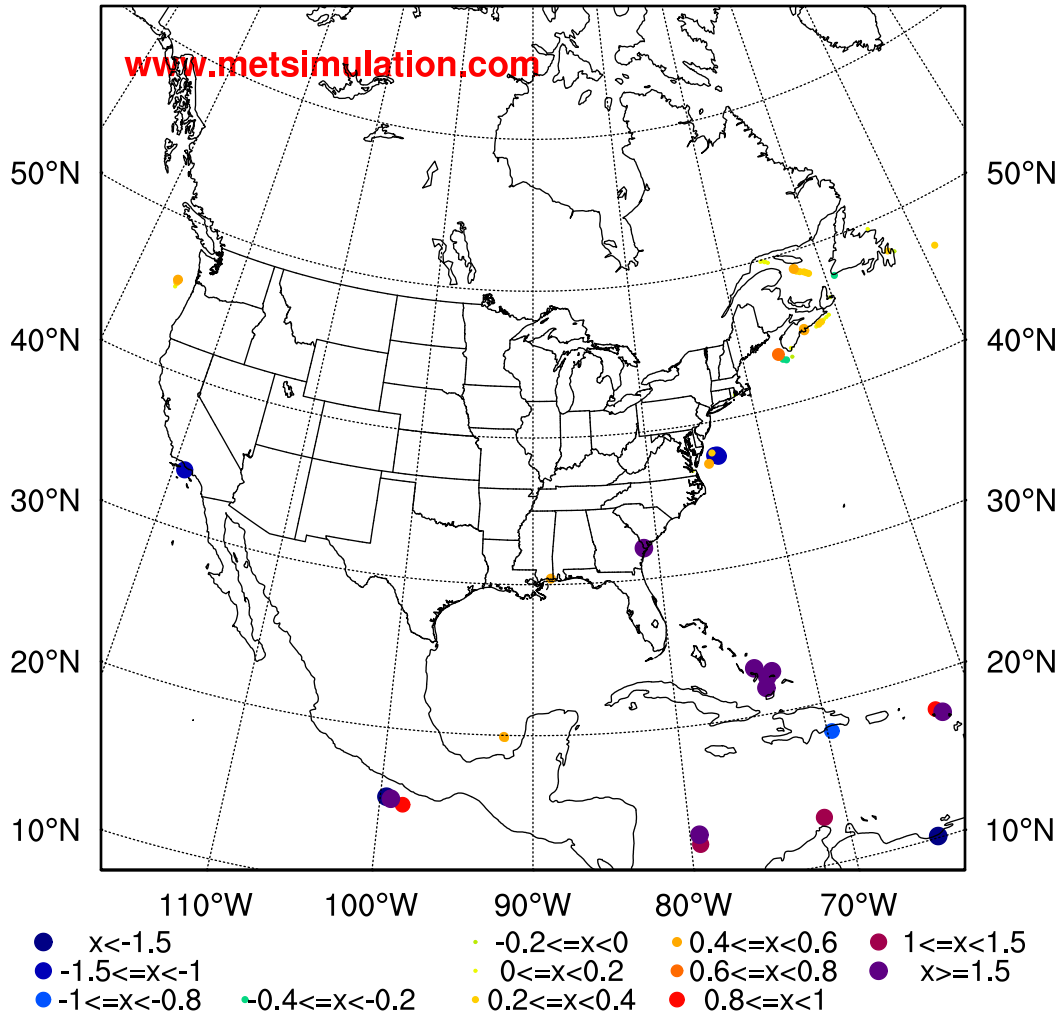 www.metsimulation.com
50°N 50°N
40°N 40°N
30°N 30°N
20°N 20°N
10°N 10°N
110°W 100°W 90°W 80°W 70°W
x<-1.5 -0.2<=x<0 0.4<=x<0.6 1<=x<1.5
-1.5<=x<-1 0<=x<0.2 0.6<=x<0.8 x>=1.5
-1<=x<-0.8 -0.4<=x<-0.2 0.2<=x<0.4 0.8<=x<1